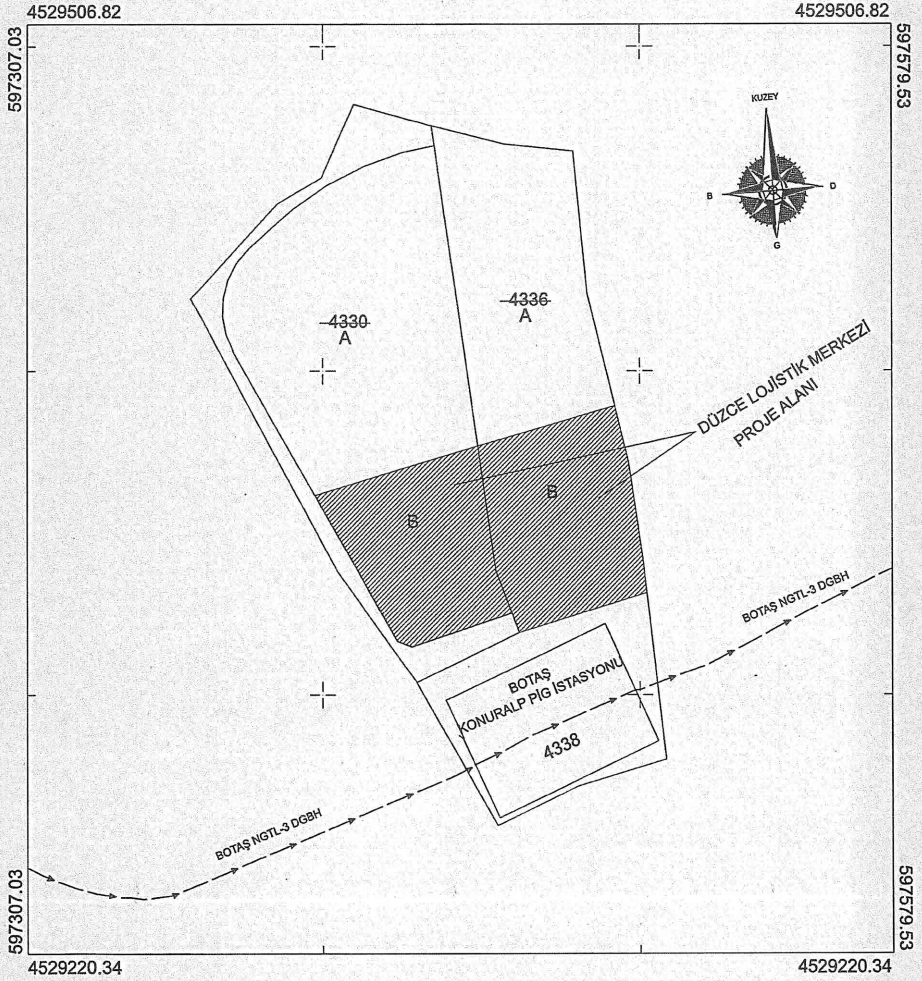 4529506.82
4529506.82
597307.03
597579.53
KUZEY
B
D
G
4330
A
4336
A
DÜZCE LOJİSTİK MERKEZİ
PROJE ALANI
B
B
BOTAŞ NGTL-3 DGBH
BOTAŞ
KONURALP PİG İSTASYONU
4338
BOTAŞ NGTL-3 DGBH
597307.03
597579.53
4529220.34
4529220.34